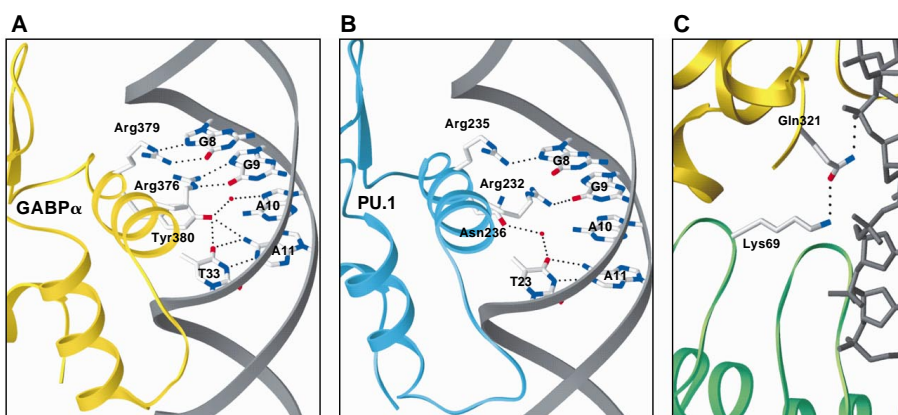 A
Arg379
G8
G9
Arg376
GABPα
A10
Tyr380
A11
T33
B
Arg235
G8
Arg232
G9
PU.1
A10
Asn236
T23
A11
C
Gln321
Lys69